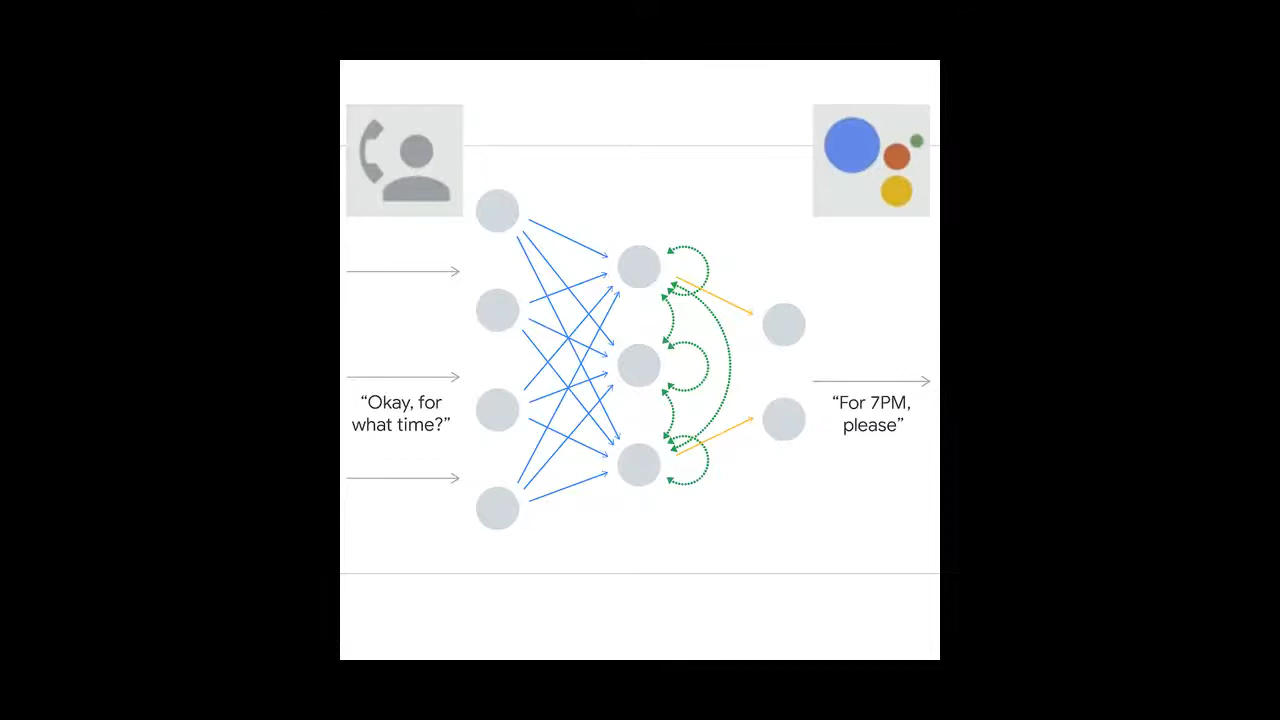 “Okay, for
what time?”
“For 7PM,
please”